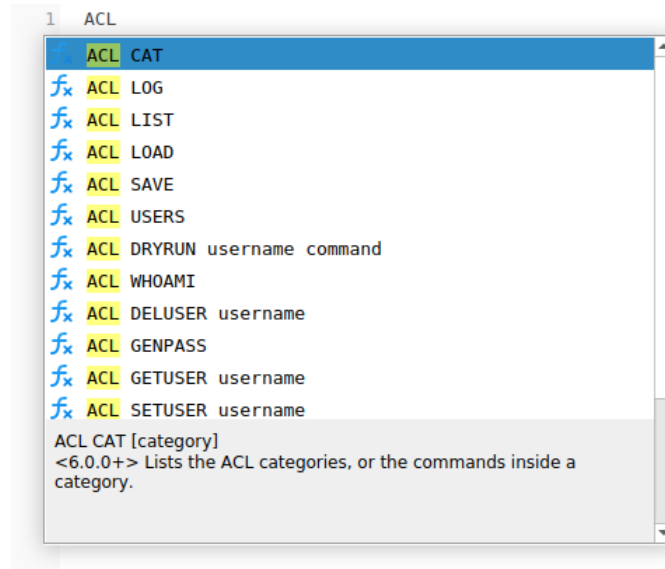 1 ACL
ACL CAT
ACL LOG
ACL LIST
ACL LOAD
ACL SAVE
ACL USERS
ACL DRYRUN username command
ACL WHOAMI
ACL DELUSER username
ACL GENPASS
ACL GETUSER username
ACL SETUSER username
ACL CAT [category]
<6.0.0+> Lists the ACL categories, or the commands inside a
category.